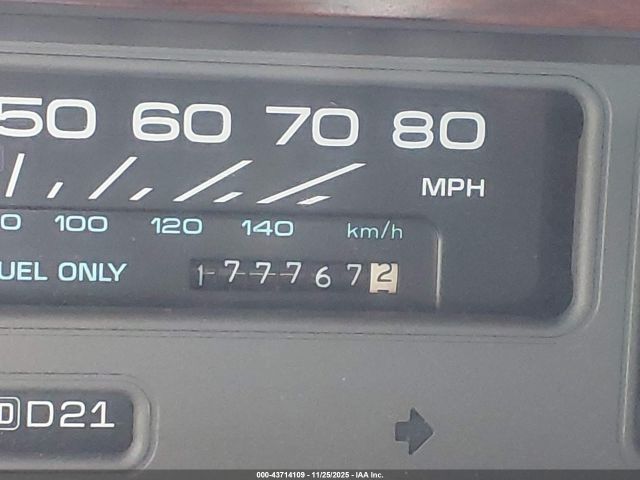 50 60 70 80
MPH
0 100 120 140 km/h
UEL ONLY 1777672
D D21
000-43714109 - 11/25/2025 - IAA Inc.